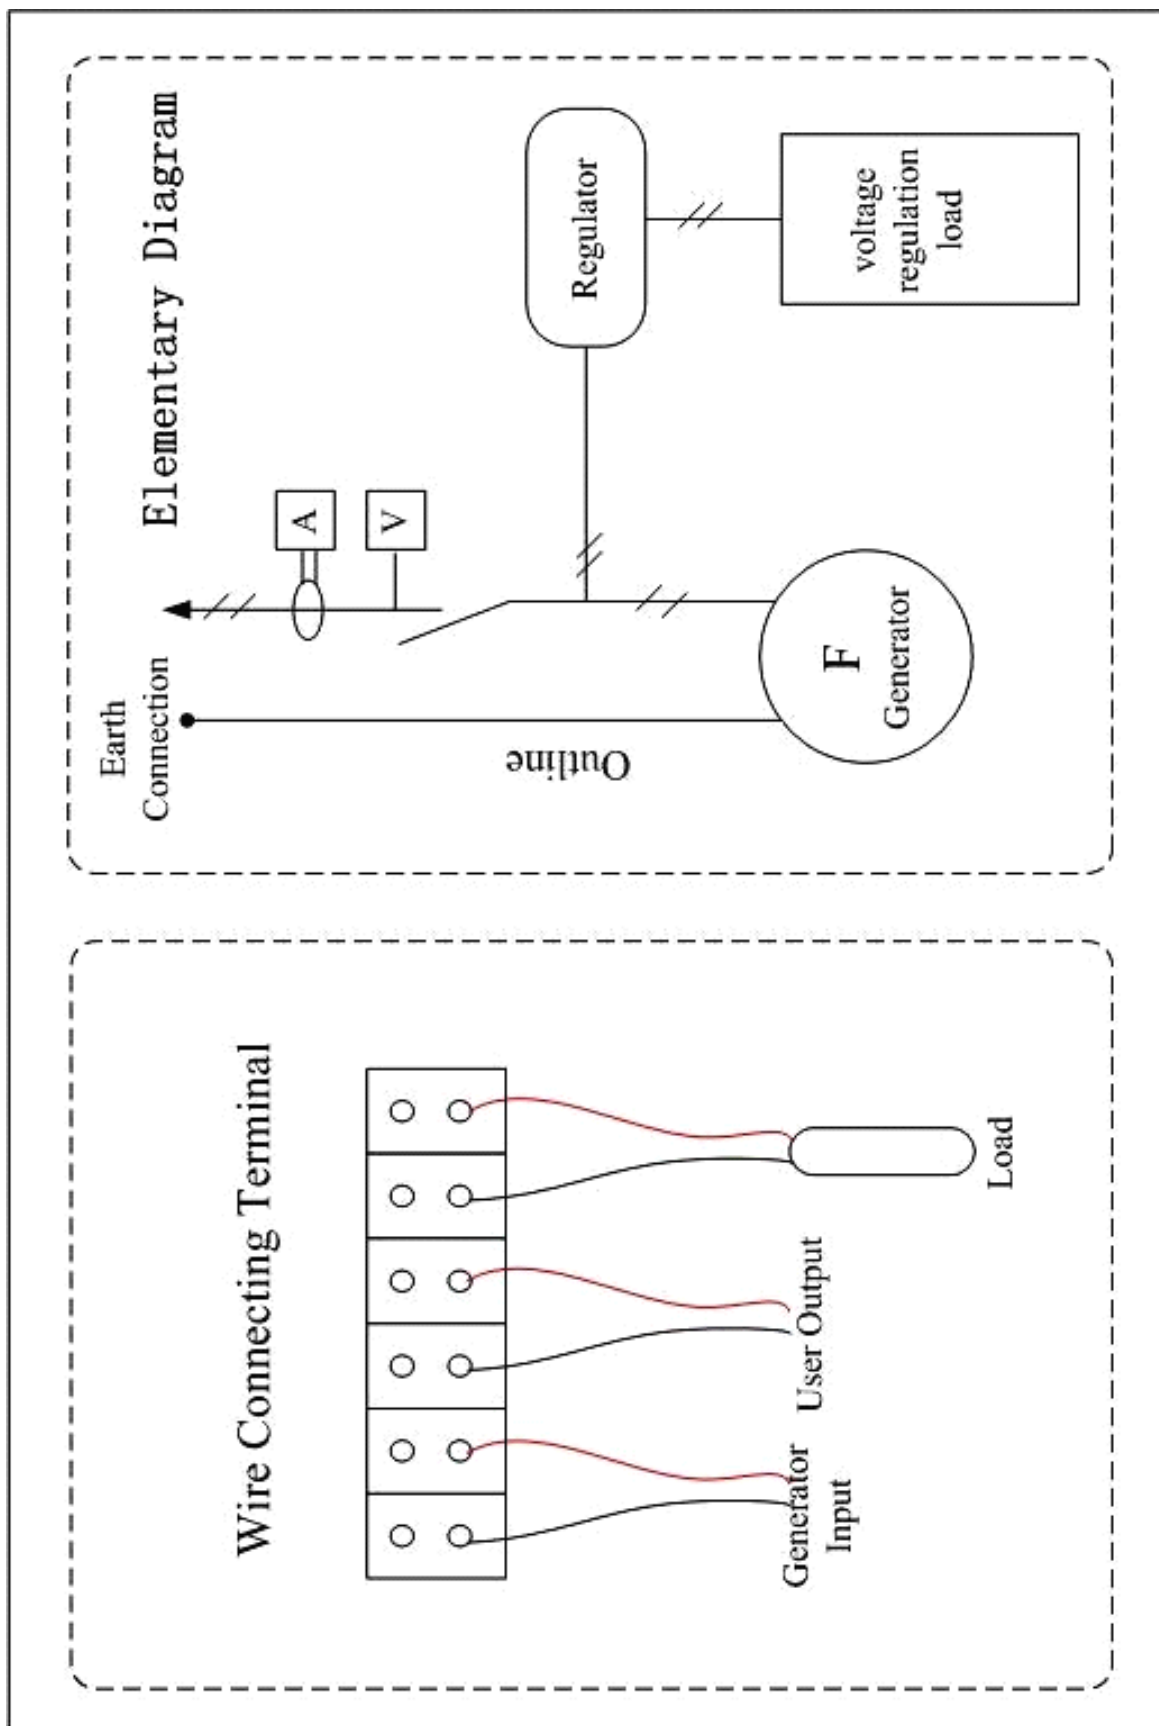 Wire Connecting Terminal
Generator
Input
User Output
Load
Elementary Diagram
Earth
Connection
A
V
Outline
F
Generator
Regulator
voltage
regulation
load